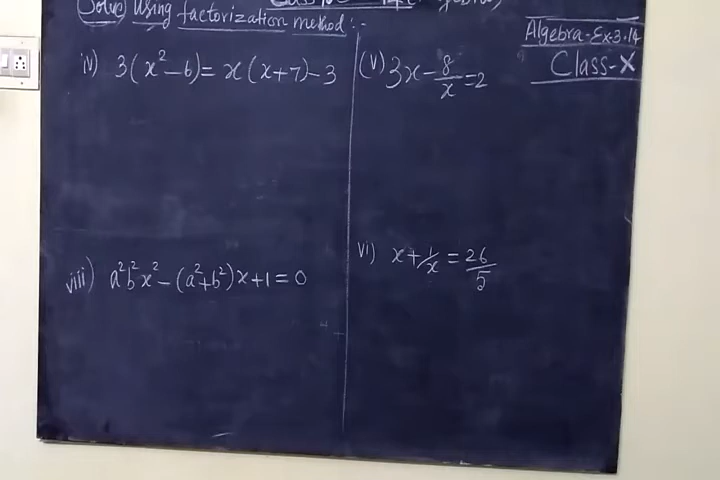 Solve using factorization method :-
Algebra-Ex-3.14
Class-X
iv) 3(x²-6)= x(x+7)-3
(v) 3x-8/x=2
viii) a²b²x²-(a²+b²)x+1=0
vi) x+1/x=26/5